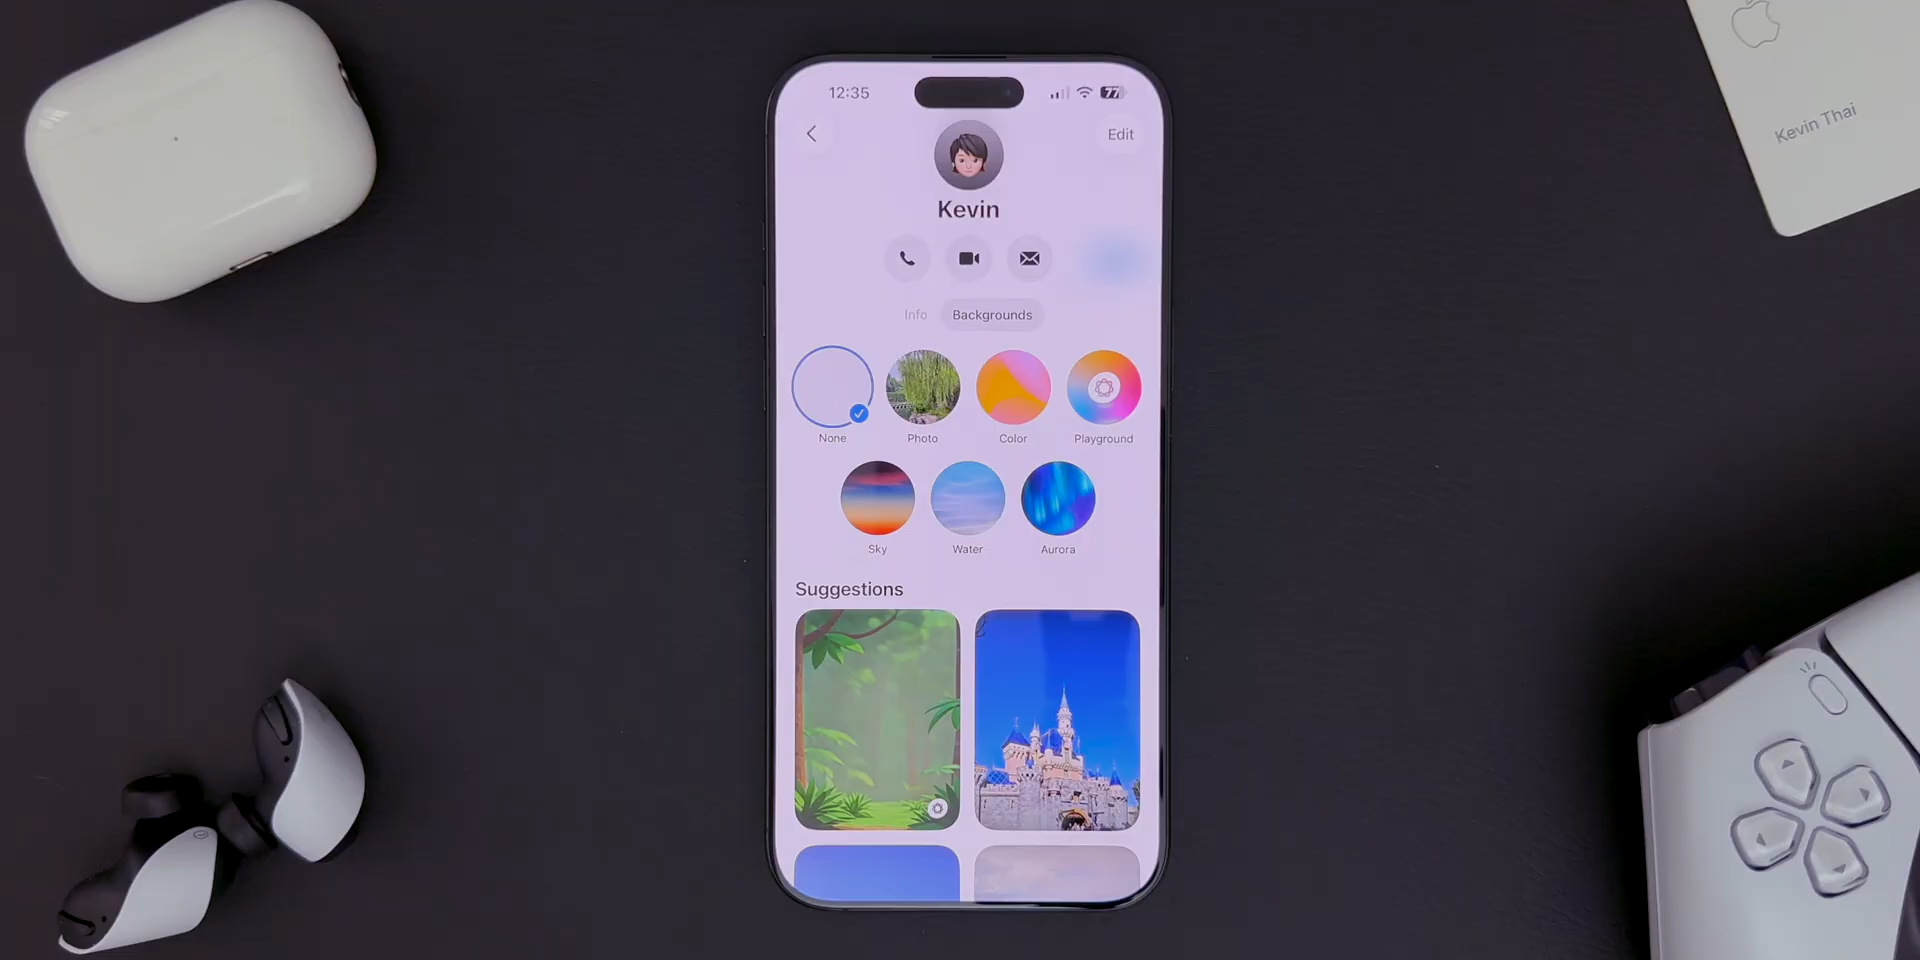 12:35
77
Edit
Kevin
Info Backgrounds
None Photo Color Playground
Sky Water Aurora
Suggestions
Kevin Thai